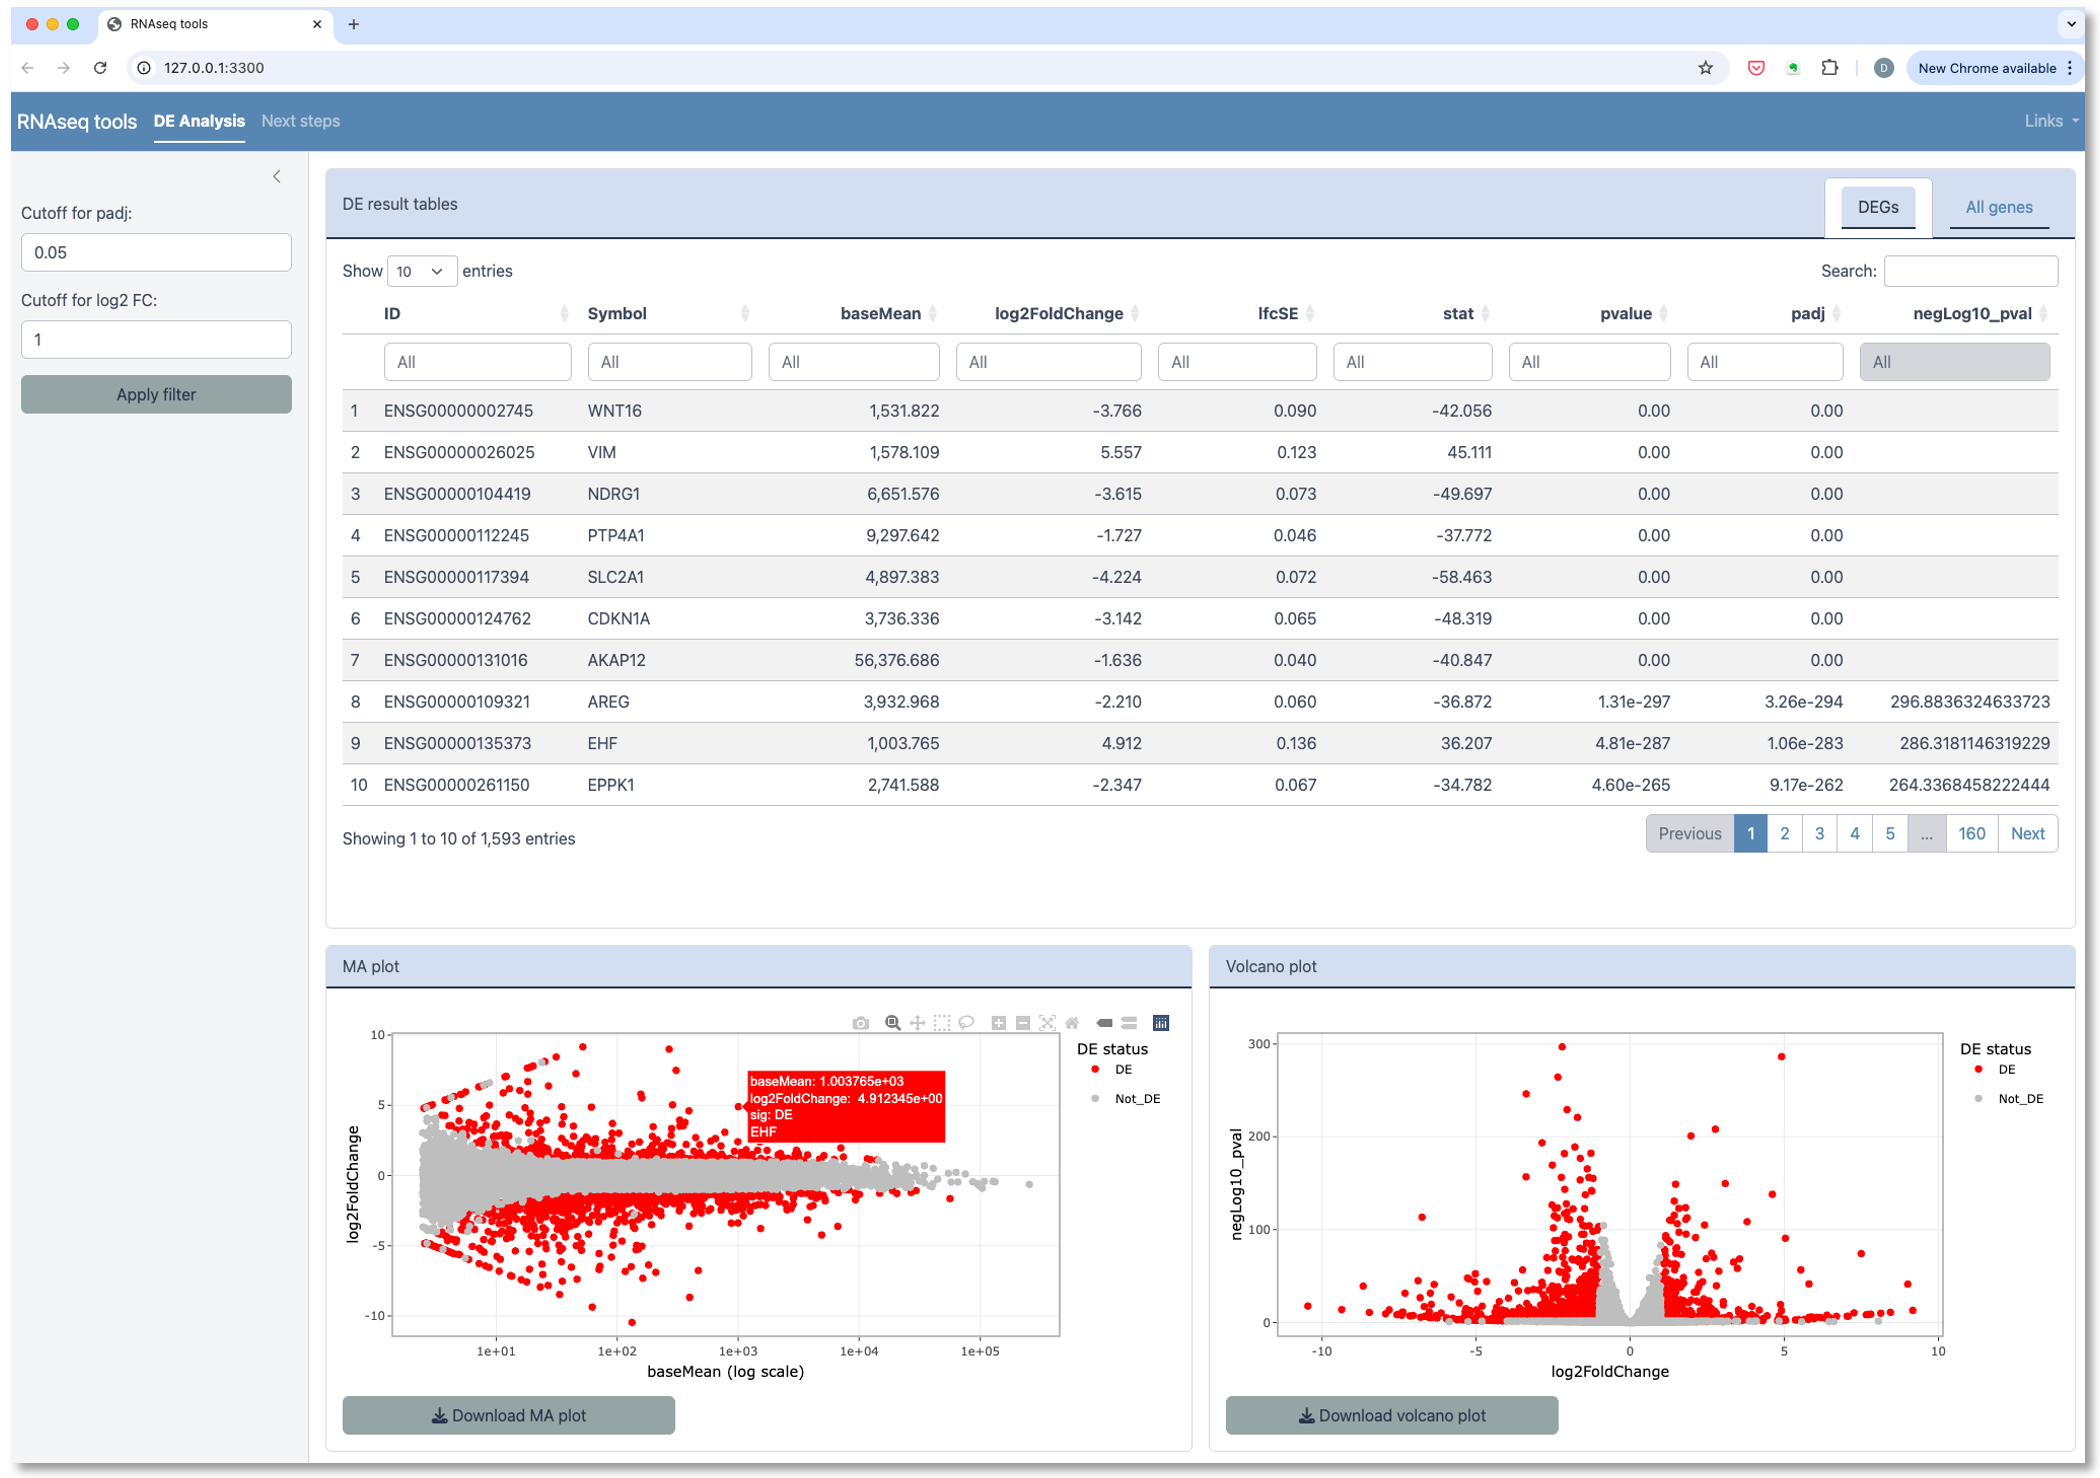 RNAseq tools
127.0.0.1:3300
D
New Chrome available
RNAseq tools DE Analysis Next steps Links
Cutoff for padj:
0.05
Cutoff for log2 FC:
1
Apply filter
DE result tables DEGs All genes
Show 10 entries Search:
ID Symbol baseMean log2FoldChange lfcSE stat pvalue padj negLog10_pval
All All All All All All All All All
1 ENSG00000002745 WNT16 1,531.822 -3.766 0.090 -42.056 0.00 0.00
2 ENSG00000026025 VIM 1,578.109 5.557 0.123 45.111 0.00 0.00
3 ENSG00000104419 NDRG1 6,651.576 -3.615 0.073 -49.697 0.00 0.00
4 ENSG00000112245 PTP4A1 9,297.642 -1.727 0.046 -37.772 0.00 0.00
5 ENSG00000117394 SLC2A1 4,897.383 -4.224 0.072 -58.463 0.00 0.00
6 ENSG00000124762 CDKN1A 3,736.336 -3.142 0.065 -48.319 0.00 0.00
7 ENSG00000131016 AKAP12 56,376.686 -1.636 0.040 -40.847 0.00 0.00
8 ENSG00000109321 AREG 3,932.968 -2.210 0.060 -36.872 1.31e-297 3.26e-294 296.8836324633723
9 ENSG00000135373 EHF 1,003.765 4.912 0.136 36.207 4.81e-287 1.06e-283 286.3181146319229
10 ENSG00000261150 EPPK1 2,741.588 -2.347 0.067 -34.782 4.60e-265 9.17e-262 264.3368458222444
Showing 1 to 10 of 1,593 entries Previous 1 2 3 4 5 ... 160 Next
MA plot
10
5
0
-5
-10
log2FoldChange
1e+01 1e+02 1e+03 1e+04 1e+05
baseMean (log scale)
baseMean: 1.003765e+03
log2FoldChange: 4.912345e+00
sig: DE
EHF
DE status
DE
Not_DE
Download MA plot
Volcano plot
300
200
100
0
negLog10_pval
-10 -5 0 5 10
log2FoldChange
DE status
DE
Not_DE
Download volcano plot